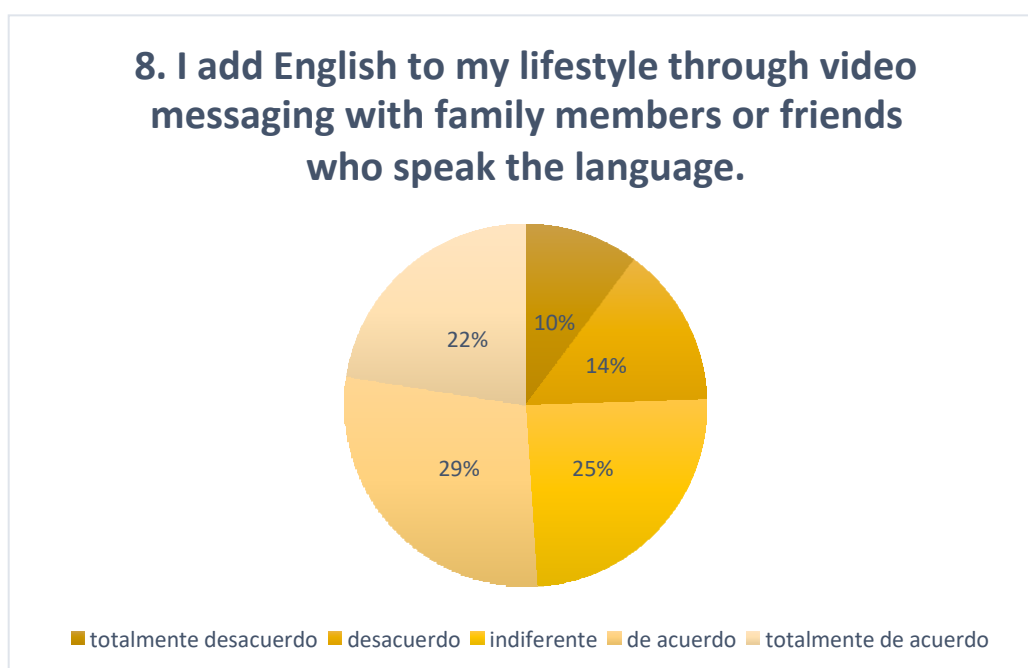 8. I add English to my lifestyle through video
messaging with family members or friends
who speak the language.
10%
14%
25%
29%
22%
totalmente desacuerdo desacuerdo indiferente de acuerdo totalmente de acuerdo